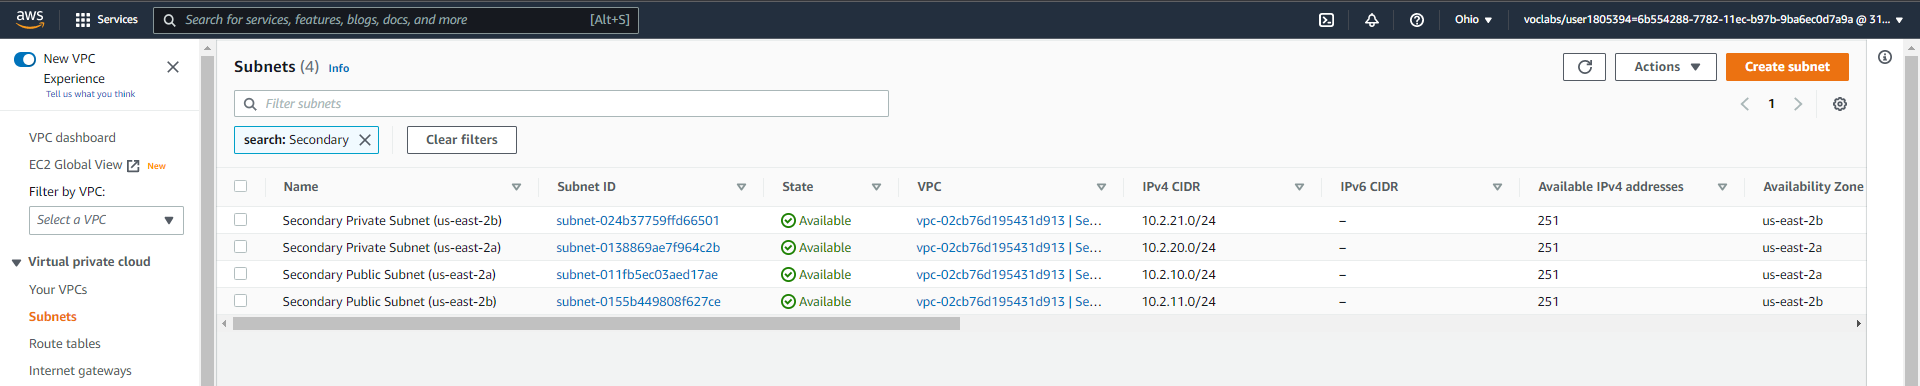 aws Services Search for services, features, blogs, docs, and more [Alt+S] Ohio ▼ voclabs/user1805394=6b554288-7782-11ec-b97b-9ba6ec0d7a9a @ 31... ▼
New VPC
Experience
Tell us what you think
VPC dashboard
EC2 Global View New
Filter by VPC:
Select a VPC
Virtual private cloud
Your VPCs
Subnets
Route tables
Internet gateways
Subnets (4) Info
Actions ▼ Create subnet
Filter subnets
1
search: Secondary Clear filters
Name Subnet ID State VPC IPv4 CIDR IPv6 CIDR Available IPv4 addresses Availability Zone
Secondary Private Subnet (us-east-2b) subnet-024b37759ffd66501 Available vpc-02cb76d195431d913 | Se... 10.2.21.0/24 – 251 us-east-2b
Secondary Private Subnet (us-east-2a) subnet-0138869ae7f964c2b Available vpc-02cb76d195431d913 | Se... 10.2.20.0/24 – 251 us-east-2a
Secondary Public Subnet (us-east-2a) subnet-011fb5ec03aed17ae Available vpc-02cb76d195431d913 | Se... 10.2.10.0/24 – 251 us-east-2a
Secondary Public Subnet (us-east-2b) subnet-0155b449808f627ce Available vpc-02cb76d195431d913 | Se... 10.2.11.0/24 – 251 us-east-2b